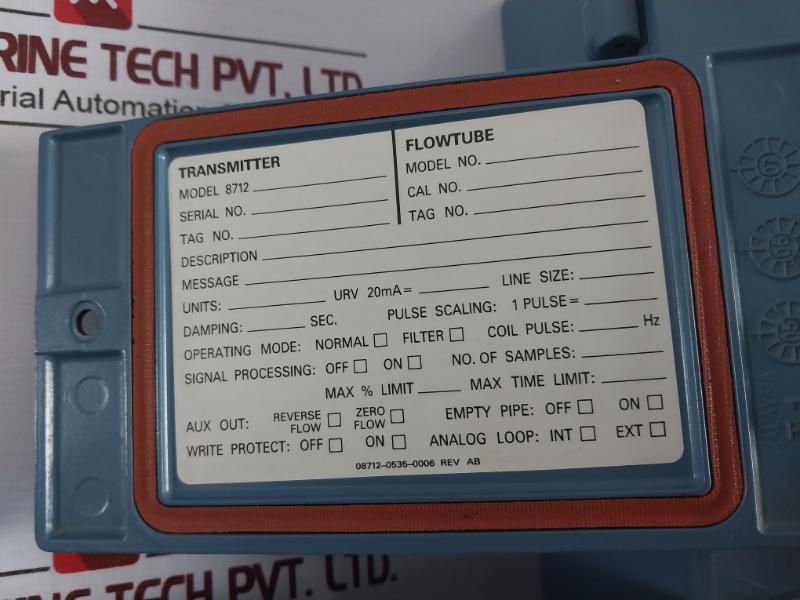 RINE TECH PVT. LTD.
rial Automation
TRANSMITTER
MODEL 8712
SERIAL NO.
TAG NO.
FLOWTUBE
MODEL NO.
CAL NO.
TAG NO.
DESCRIPTION
MESSAGE
UNITS: URV 20mA= LINE SIZE:
DAMPING: SEC. PULSE SCALING: 1 PULSE=
OPERATING MODE: NORMAL FILTER COIL PULSE: Hz
SIGNAL PROCESSING: OFF ON NO. OF SAMPLES:
MAX % LIMIT MAX TIME LIMIT:
AUX OUT: REVERSE FLOW ZERO FLOW EMPTY PIPE: OFF ON
WRITE PROTECT: OFF ON ANALOG LOOP: INT EXT
08712-0535-0006 REV AB
RINE TECH PVT. LTD.